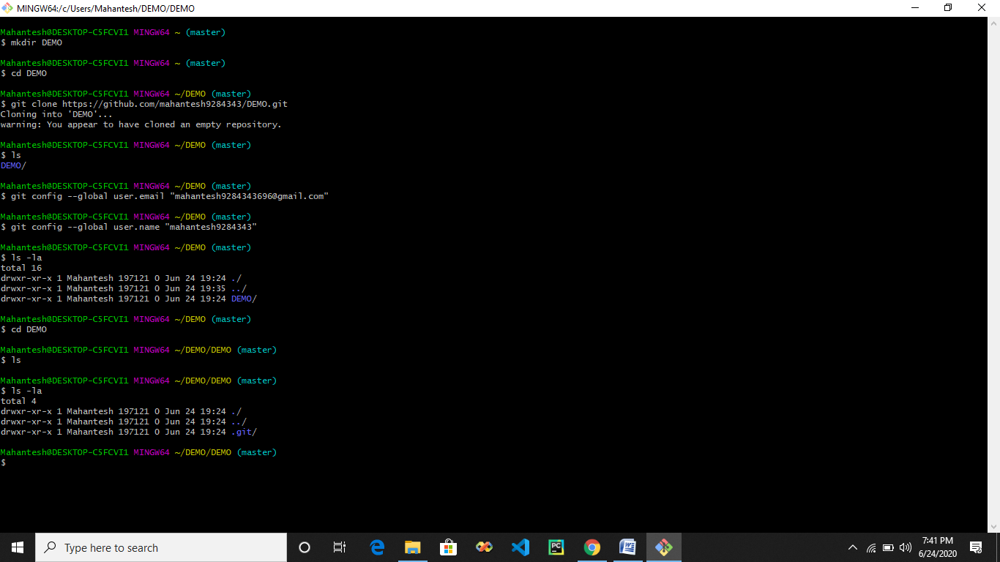 MINGW64:/c/Users/Mahantesh/DEMO/DEMO
Mahantesh@DESKTOP-C5FCVI1 MINGW64 ~ (master)
$ mkdir DEMO
Mahantesh@DESKTOP-C5FCVI1 MINGW64 ~ (master)
$ cd DEMO
Mahantesh@DESKTOP-C5FCVI1 MINGW64 ~/DEMO (master)
$ git clone https://github.com/mahantesh9284343/DEMO.git
Cloning into 'DEMO'...
warning: You appear to have cloned an empty repository.
Mahantesh@DESKTOP-C5FCVI1 MINGW64 ~/DEMO (master)
$ ls
DEMO/
Mahantesh@DESKTOP-C5FCVI1 MINGW64 ~/DEMO (master)
$ git config --global user.email "mahantesh9284343696@gmail.com"
Mahantesh@DESKTOP-C5FCVI1 MINGW64 ~/DEMO (master)
$ git config --global user.name "mahantesh9284343"
Mahantesh@DESKTOP-C5FCVI1 MINGW64 ~/DEMO (master)
$ ls -la
total 16
drwxr-xr-x 1 Mahantesh 197121 0 Jun 24 19:24 ./
drwxr-xr-x 1 Mahantesh 197121 0 Jun 24 19:35 ../
drwxr-xr-x 1 Mahantesh 197121 0 Jun 24 19:24 DEMO/
Mahantesh@DESKTOP-C5FCVI1 MINGW64 ~/DEMO (master)
$ cd DEMO
Mahantesh@DESKTOP-C5FCVI1 MINGW64 ~/DEMO/DEMO (master)
$ ls
Mahantesh@DESKTOP-C5FCVI1 MINGW64 ~/DEMO/DEMO (master)
$ ls -la
total 4
drwxr-xr-x 1 Mahantesh 197121 0 Jun 24 19:24 ./
drwxr-xr-x 1 Mahantesh 197121 0 Jun 24 19:24 ../
drwxr-xr-x 1 Mahantesh 197121 0 Jun 24 19:24 .git/
Mahantesh@DESKTOP-C5FCVI1 MINGW64 ~/DEMO/DEMO (master)
$
Type here to search
PC
W
7:41 PM
6/24/2020